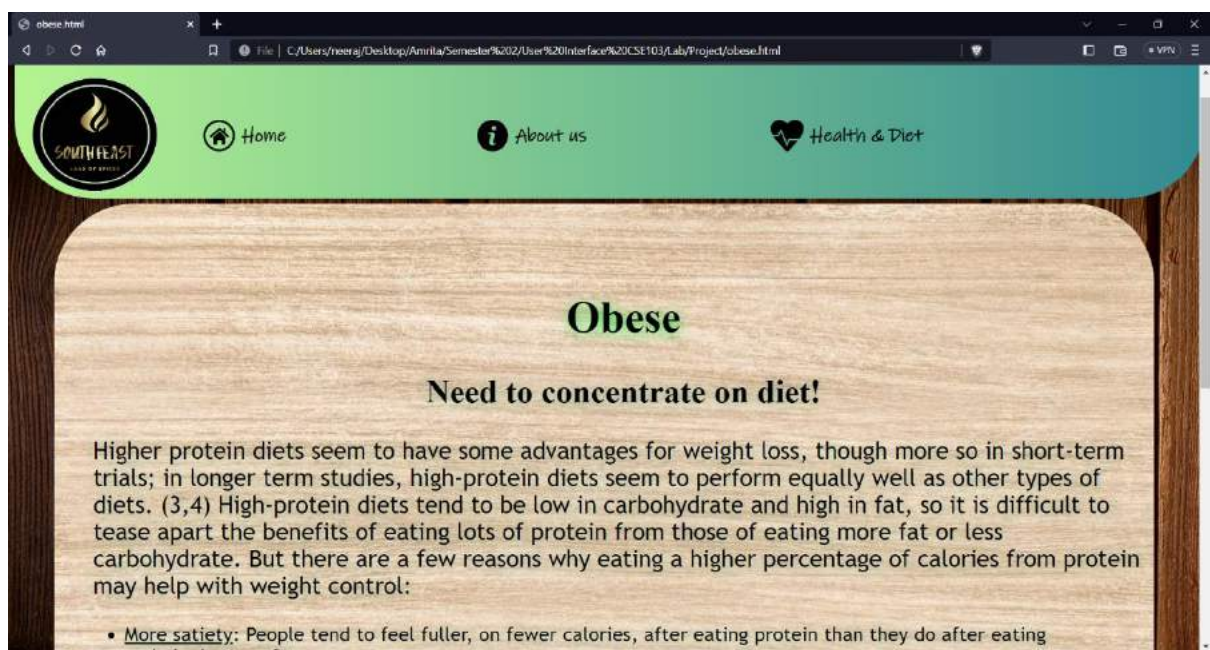 obese.html
File | C:/Users/neeraj/Desktop/Amrita/Semester%202/User%20Interface%20CSE103/Lab/Project/obese.html
VPN
SOUTH FEAST
LAND OF SPICES
Home
About us
Health & Diet
Obese
Need to concentrate on diet!
Higher protein diets seem to have some advantages for weight loss, though more so in short-term
trials; in longer term studies, high-protein diets seem to perform equally well as other types of
diets. (3,4) High-protein diets tend to be low in carbohydrate and high in fat, so it is difficult to
tease apart the benefits of eating lots of protein from those of eating more fat or less
carbohydrate. But there are a few reasons why eating a higher percentage of calories from protein
may help with weight control:
• More satiety: People tend to feel fuller, on fewer calories, after eating protein than they do after eating